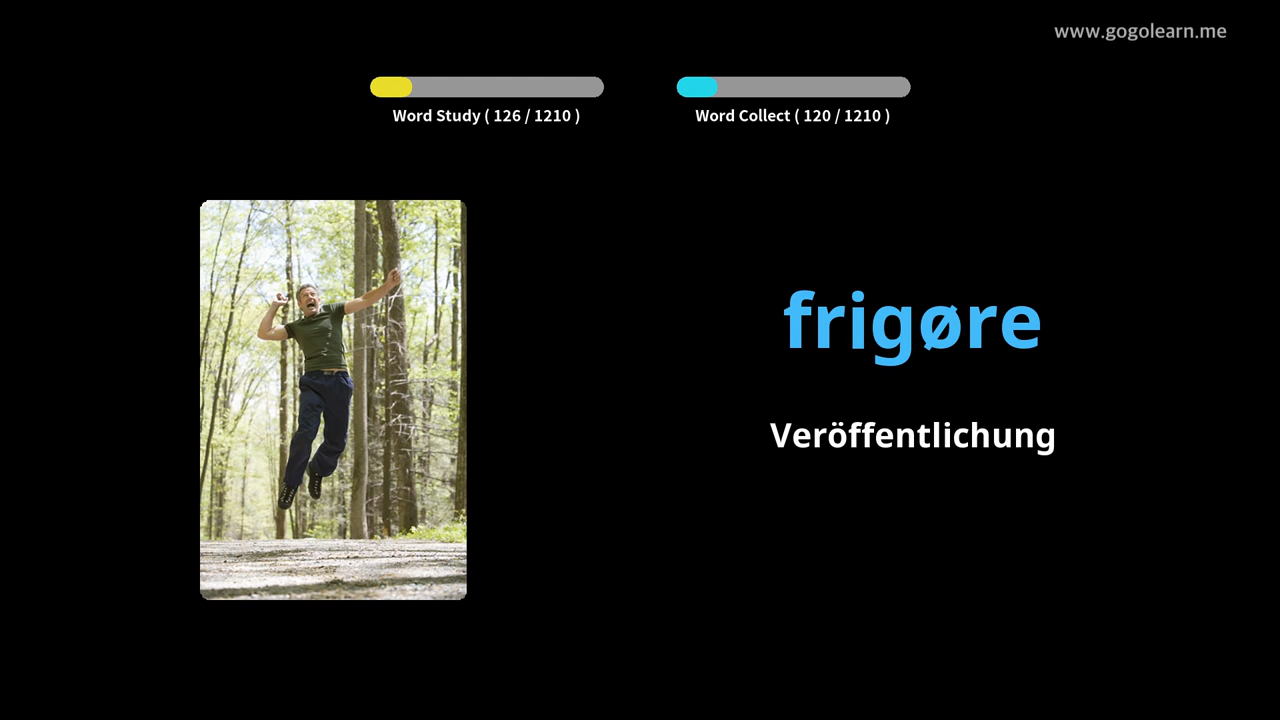 www.gogolearn.me
Word Study ( 126 / 1210 )
Word Collect ( 120 / 1210 )
frigøre
Veröffentlichung